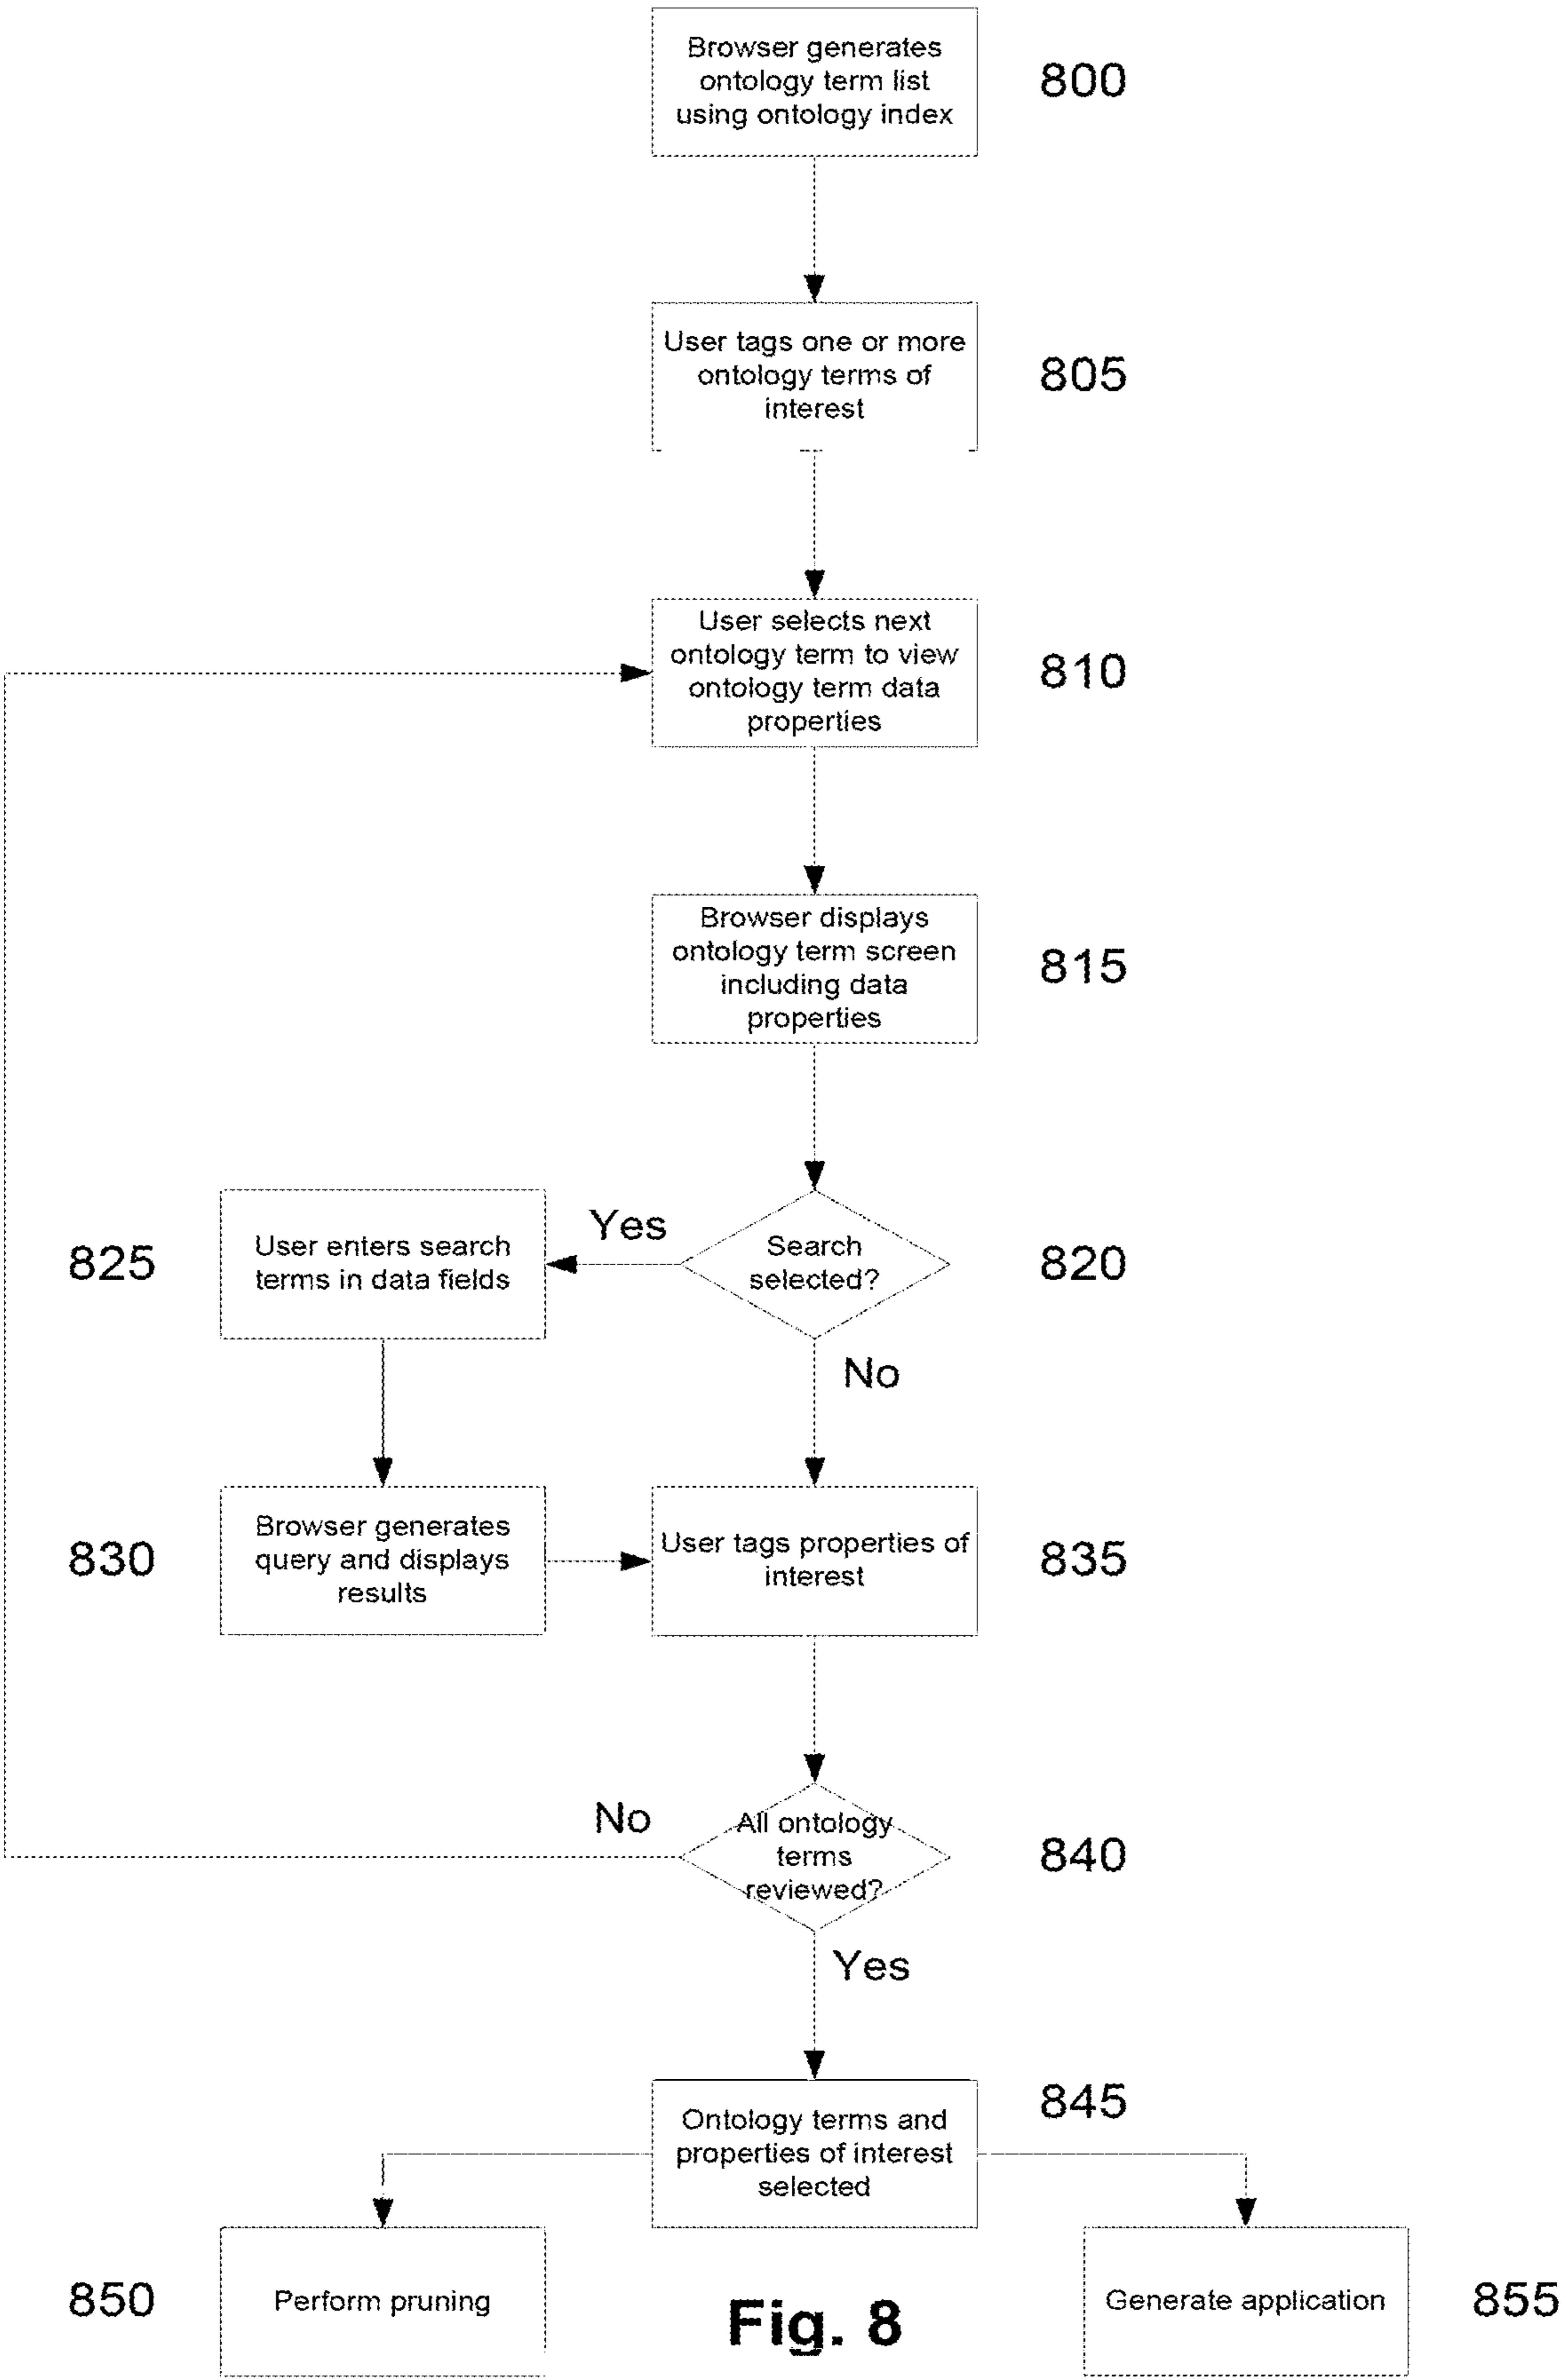 Browser generates
ontology term list
using ontology index
800
User tags one or more
ontology terms of
interest
805
User selects next
ontology term to view
ontology term data
properties
810
Browser displays
ontology term screen
including data
properties
815
825
User enters search
terms in data fields
Yes
Search
selected?
820
No
830
Browser generates
query and displays
results
User tags properties of
interest
835
No
All ontology
terms
reviewed?
840
Yes
Ontology terms and
properties of interest
selected
845
850
Perform pruning
Fig. 8
Generate application
855